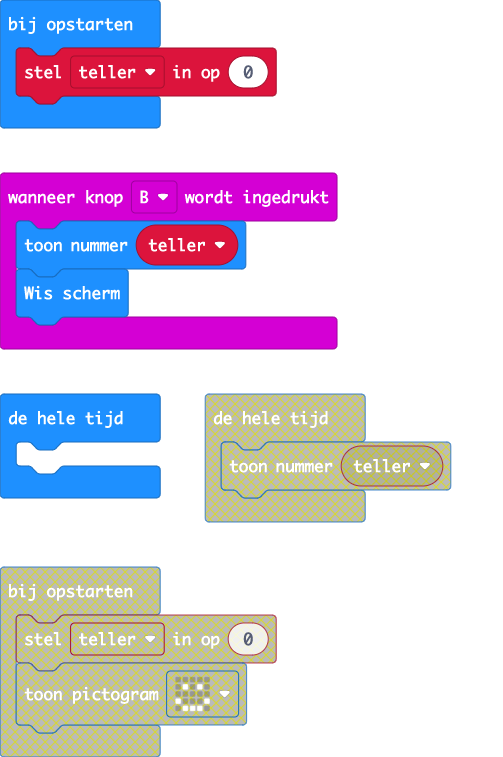 bij opstarten
stel teller in op 0
wanneer knop B wordt ingedrukt
toon nummer teller
Wis scherm
de hele tijd
de hele tijd
toon nummer teller
bij opstarten
stel teller in op 0
toon pictogram